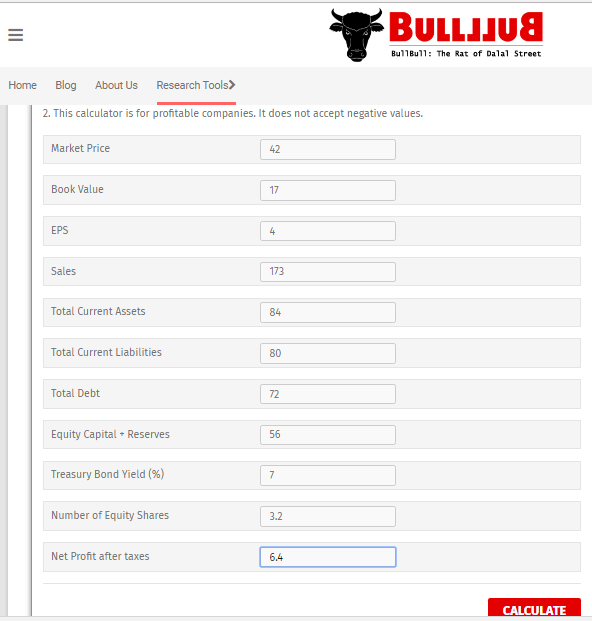 BULLLLUB
BullBull: The Rat of Dalal Street
Home Blog About Us Research Tools
2. This calculator is for profitable companies. It does not accept negative values.
Market Price 42
Book Value 17
EPS 4
Sales 173
Total Current Assets 84
Total Current Liabilities 80
Total Debt 72
Equity Capital + Reserves 56
Treasury Bond Yield (%) 7
Number of Equity Shares 3.2
Net Profit after taxes 6.4
CALCULATE